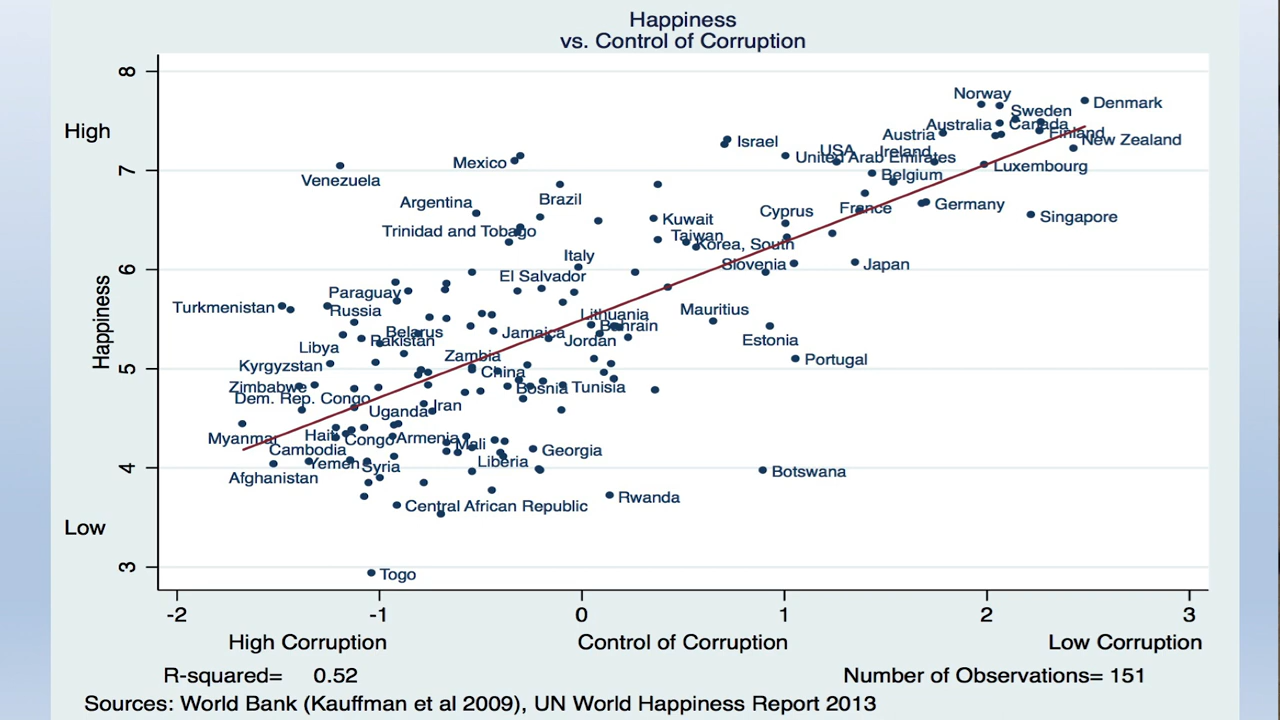 Happiness
vs. Control of Corruption
8
High
Norway
Denmark
Sweden
Australia
Canada
Austria
Finland
Israel
New Zealand
USA
Ireland
United Arab Emirates
Mexico
7
Luxembourg
Venezuela
Belgium
Argentina
Brazil
Germany
France
Cyprus
Kuwait
Singapore
Trinidad and Tobago
Taiwan
Korea, South
Italy
6
Slovenia
Japan
El Salvador
Paraguay
Turkmenistan
Russia
Mauritius
Lithuania
Bahrain
Happiness
Belarus
Jamaica
Pakistan
Jordan
Estonia
Libya
Zambia
Portugal
Kyrgyzstan
5
China
Zimbabwe
Bosnia
Tunisia
Dem. Rep. Congo
Iran
Uganda
Myanmar
Haiti
Congo
Armenia
Mali
Cambodia
Georgia
Yemen
Syria
Liberia
4
Botswana
Afghanistan
Rwanda
Central African Republic
Low
3
Togo
-2 -1 0 1 2 3
High Corruption Control of Corruption Low Corruption
R-squared= 0.52 Number of Observations= 151
Sources: World Bank (Kauffman et al 2009), UN World Happiness Report 2013